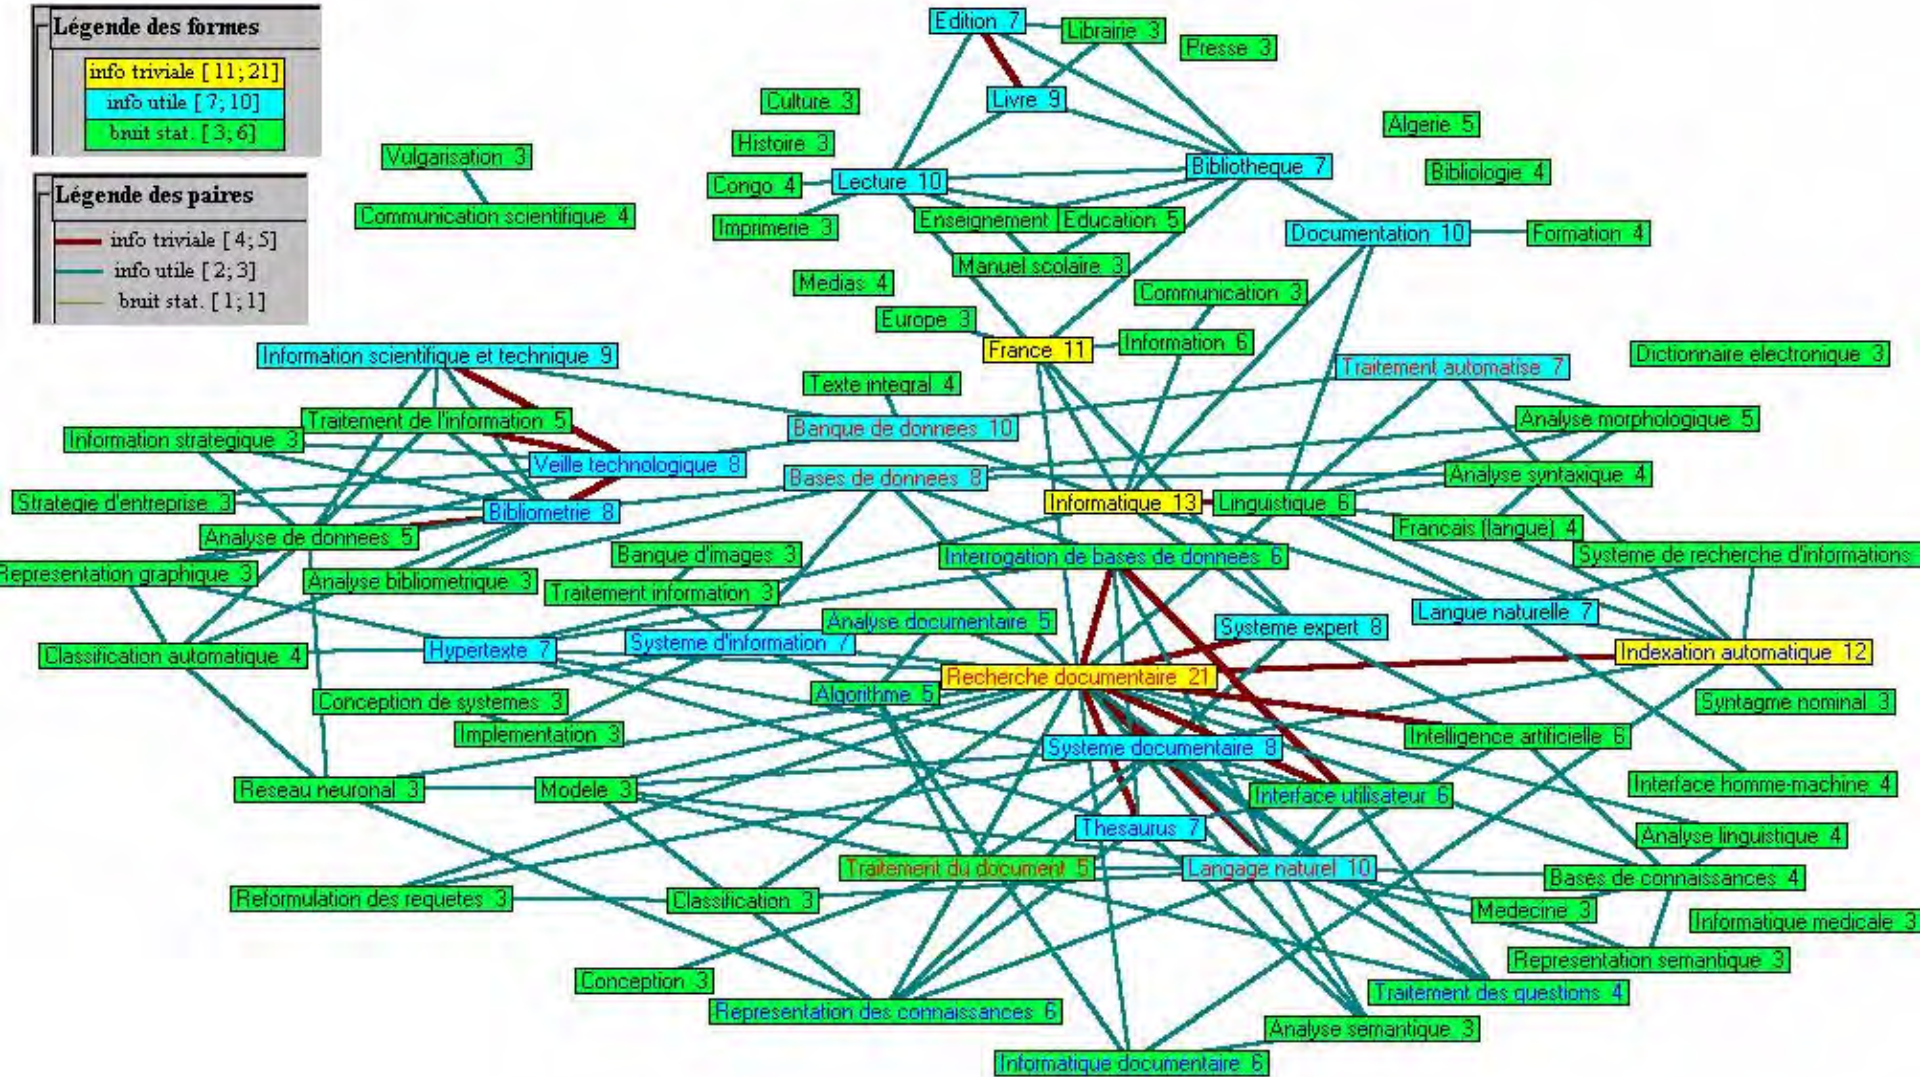 Légende des formes
info triviale [ 11; 21]
info utile [ 7; 10]
bruit stat. [ 3; 6]
Légende des paires
info triviale [ 4; 5]
info utile [ 2; 3]
bruit stat. [ 1; 1]
Edition 7
Librairie 3
Presse 3
Culture 3
Livre 9
Algerie 5
Histoire 3
Vulgarisation 3
Bibliotheque 7
Bibliologie 4
Congo 4
Lecture 10
Communication scientifique 4
Imprimerie 3
Enseignement
Education 5
Documentation 10
Formation 4
Manuel scolaire 3
Medias 4
Communication 3
Europe 3
Information 6
France 11
Information scientifique et technique 9
Dictionnaire electronique 3
Traitement automatise 7
Texte integral 4
Traitement de l'information 5
Analyse morphologique 5
Banque de donnees 10
Information strategique 3
Veille technologique 8
Bases de donnees 8
Analyse syntaxique 4
Strategie d'entreprise 3
Bibliometrie 8
Informatique 13
Linguistique 6
Francais (langue) 4
Analyse de donnees 5
Banque d'images 3
Interrogation de bases de donnees 6
Systeme de recherche d'informations
Representation graphique 3
Analyse bibliometrique 3
Traitement information 3
Langue naturelle 7
Analyse documentaire 5
Systeme expert 8
Classification automatique 4
Hypertexte 7
Systeme d'information 7
Indexation automatique 12
Recherche documentaire 21
Algorithme 5
Conception de systemes 3
Syntagme nominal 3
Implementation 3
Intelligence artificielle 6
Systeme documentaire 8
Reseau neuronal 3
Modele 3
Interface utilisateur 6
Interface homme-machine 4
Thesaurus 7
Analyse linguistique 4
Traitement du document 5
Langage naturel 10
Bases de connaissances 4
Reformulation des requetes 3
Classification 3
Medecine 3
Informatique medicale 3
Representation semantique 3
Conception 3
Traitement des questions 4
Representation des connaissances 6
Analyse semantique 3
Informatique documentaire 6